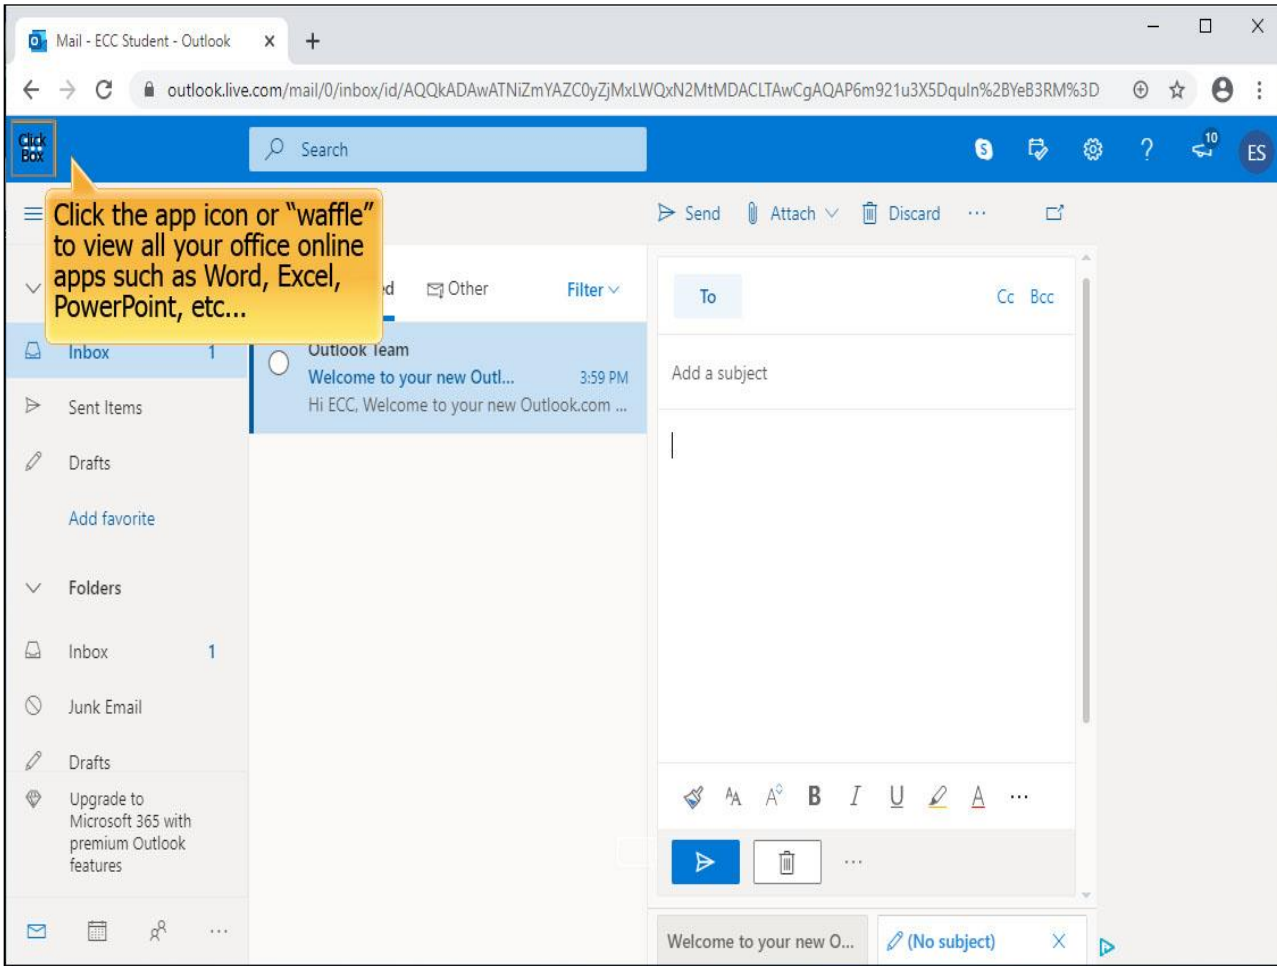 Mail - ECC Student - Outlook
outlook.live.com/mail/0/inbox/id/AQQkADAwATNiZmYAZC0yZjMxLWQxN2MtMDACLTAwCgAQAP6m921u3X5DquIn%2BYeB3RM%3D
Click
Box
Search
10
ES
Click the app icon or “waffle”
to view all your office online
apps such as Word, Excel,
PowerPoint, etc...
Send Attach Discard ...
Other Filter
To Cc Bcc
Inbox 1
Outlook Team
Welcome to your new Outl... 3:59 PM
Hi ECC, Welcome to your new Outlook.com ...
Add a subject
Sent Items
Drafts
Add favorite
Folders
Inbox 1
Junk Email
Drafts
Upgrade to
Microsoft 365 with
premium Outlook
features
B I U A ...
Welcome to your new O... (No subject)